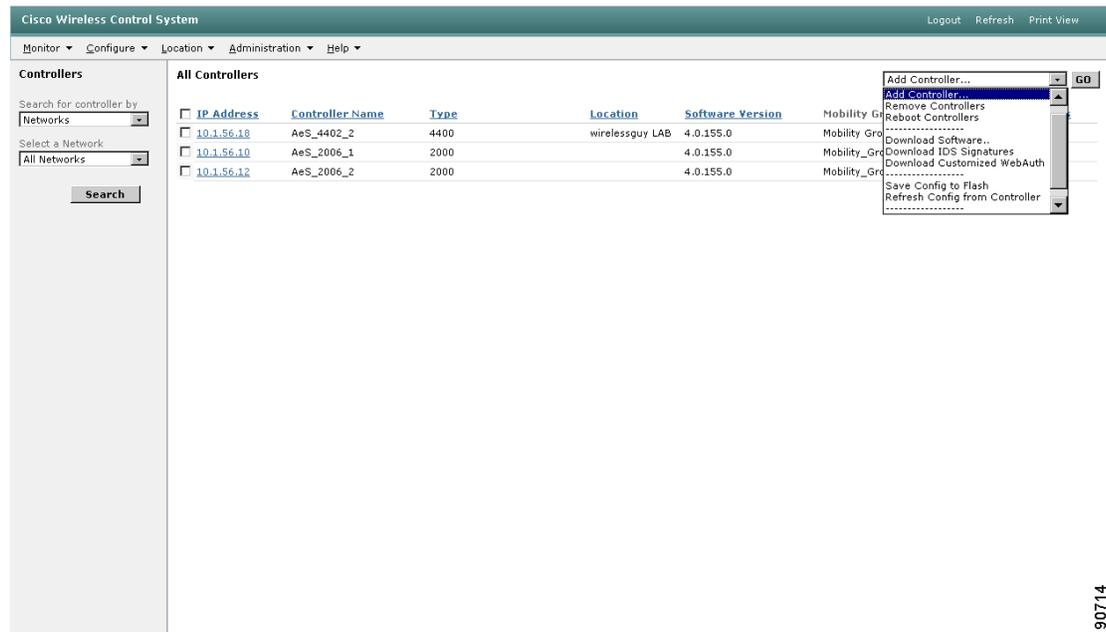 Cisco Wireless Control System
Logout Refresh Print View
Monitor Configure Location Administration Help
Controllers
Search for controller by
Networks
Select a Network
All Networks
Search
All Controllers
Add Controller... GO
IP Address Controller Name Type Location Software Version Mobility
10.1.56.18 AeS_4402_2 4400 wirelessguy LAB 4.0.155.0 Mobility
10.1.56.10 AeS_2006_1 2000 4.0.155.0
10.1.56.12 AeS_2006_2 2000 4.0.155.0
Add Controller...
Remove Controllers
Reboot Controllers
------------------
Download Software..
Download IDS Signatures
Download Customized WebAuth
------------------
Save Config to Flash
Refresh Config from Controller
------------------
90714